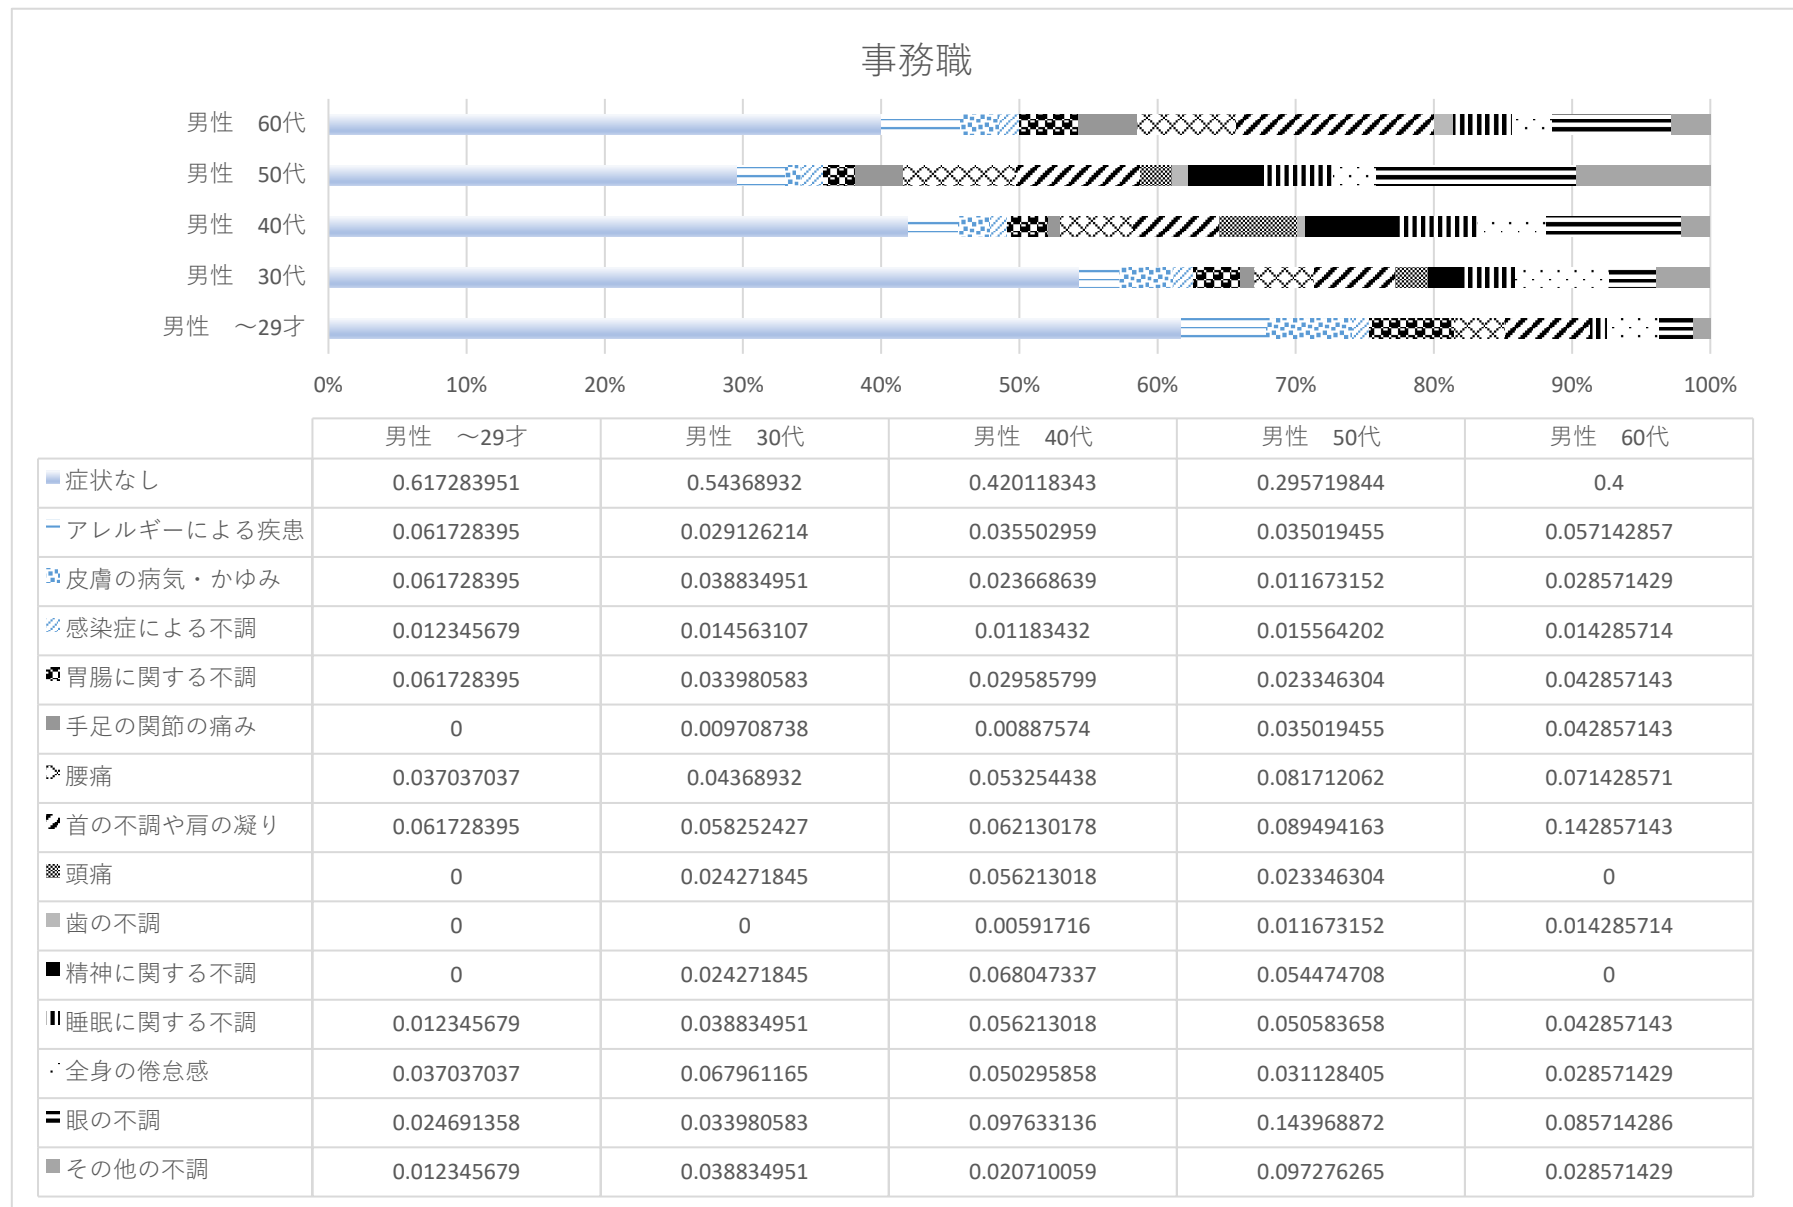 事務職
男性　60代
男性　50代
男性　40代
男性　30代
男性　～29才
0% 10% 20% 30% 40% 50% 60% 70% 80% 90% 100%
男性　～29才 男性　30代 男性　40代 男性　50代 男性　60代
症状なし 0.617283951 0.54368932 0.420118343 0.295719844 0.4
アレルギーによる疾患 0.061728395 0.029126214 0.035502959 0.035019455 0.057142857
皮膚の病気・かゆみ 0.061728395 0.038834951 0.023668639 0.011673152 0.028571429
感染症による不調 0.012345679 0.014563107 0.01183432 0.015564202 0.014285714
胃腸に関する不調 0.061728395 0.033980583 0.029585799 0.023346304 0.042857143
手足の関節の痛み 0 0.009708738 0.00887574 0.035019455 0.042857143
腰痛 0.037037037 0.04368932 0.053254438 0.081712062 0.071428571
首の不調や肩の凝り 0.061728395 0.058252427 0.062130178 0.089494163 0.142857143
頭痛 0 0.024271845 0.056213018 0.023346304 0
歯の不調 0 0 0.00591716 0.011673152 0.014285714
精神に関する不調 0 0.024271845 0.068047337 0.054474708 0
睡眠に関する不調 0.012345679 0.038834951 0.056213018 0.050583658 0.042857143
全身の倦怠感 0.037037037 0.067961165 0.050295858 0.031128405 0.028571429
眼の不調 0.024691358 0.033980583 0.097633136 0.143968872 0.085714286
その他の不調 0.012345679 0.038834951 0.020710059 0.097276265 0.028571429